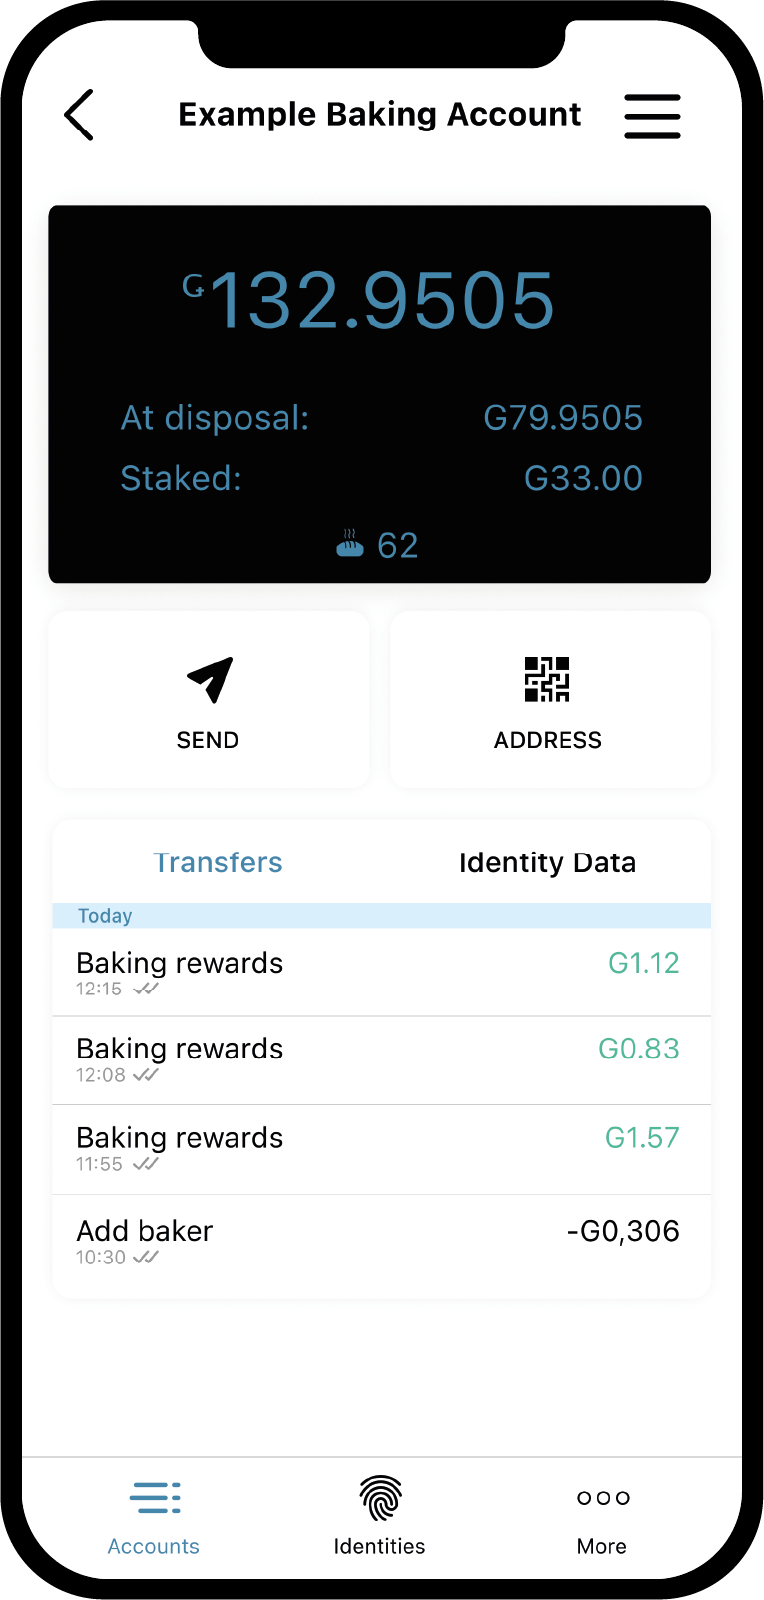 Example Baking Account
Ǥ132.9505
At disposal: G79.9505
Staked: G33.00
62
SEND ADDRESS
Transfers Identity Data
Today
Baking rewards G1.12
12:15
Baking rewards G0.83
12:08
Baking rewards G1.57
11:55
Add baker -G0,306
10:30
Accounts Identities More